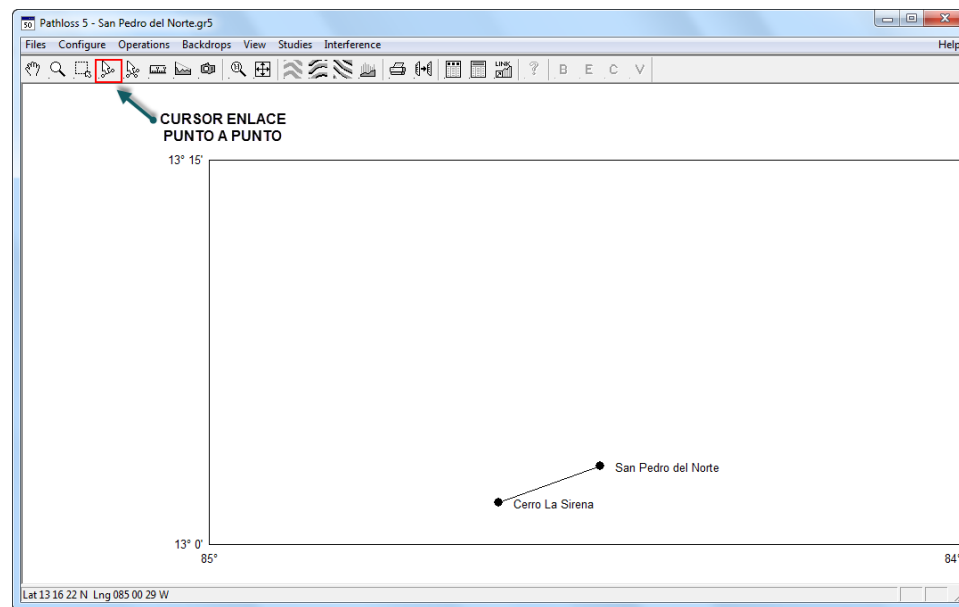 50 Pathloss 5 - San Pedro del Norte.gr5
Files Configure Operations Backdrops View Studies Interference Help
LINK ? B E C V
CURSOR ENLACE
PUNTO A PUNTO
13° 15'
San Pedro del Norte
Cerro La Sirena
13° 0'
85° 84°
Lat 13 16 22 N Lng 085 00 29 W